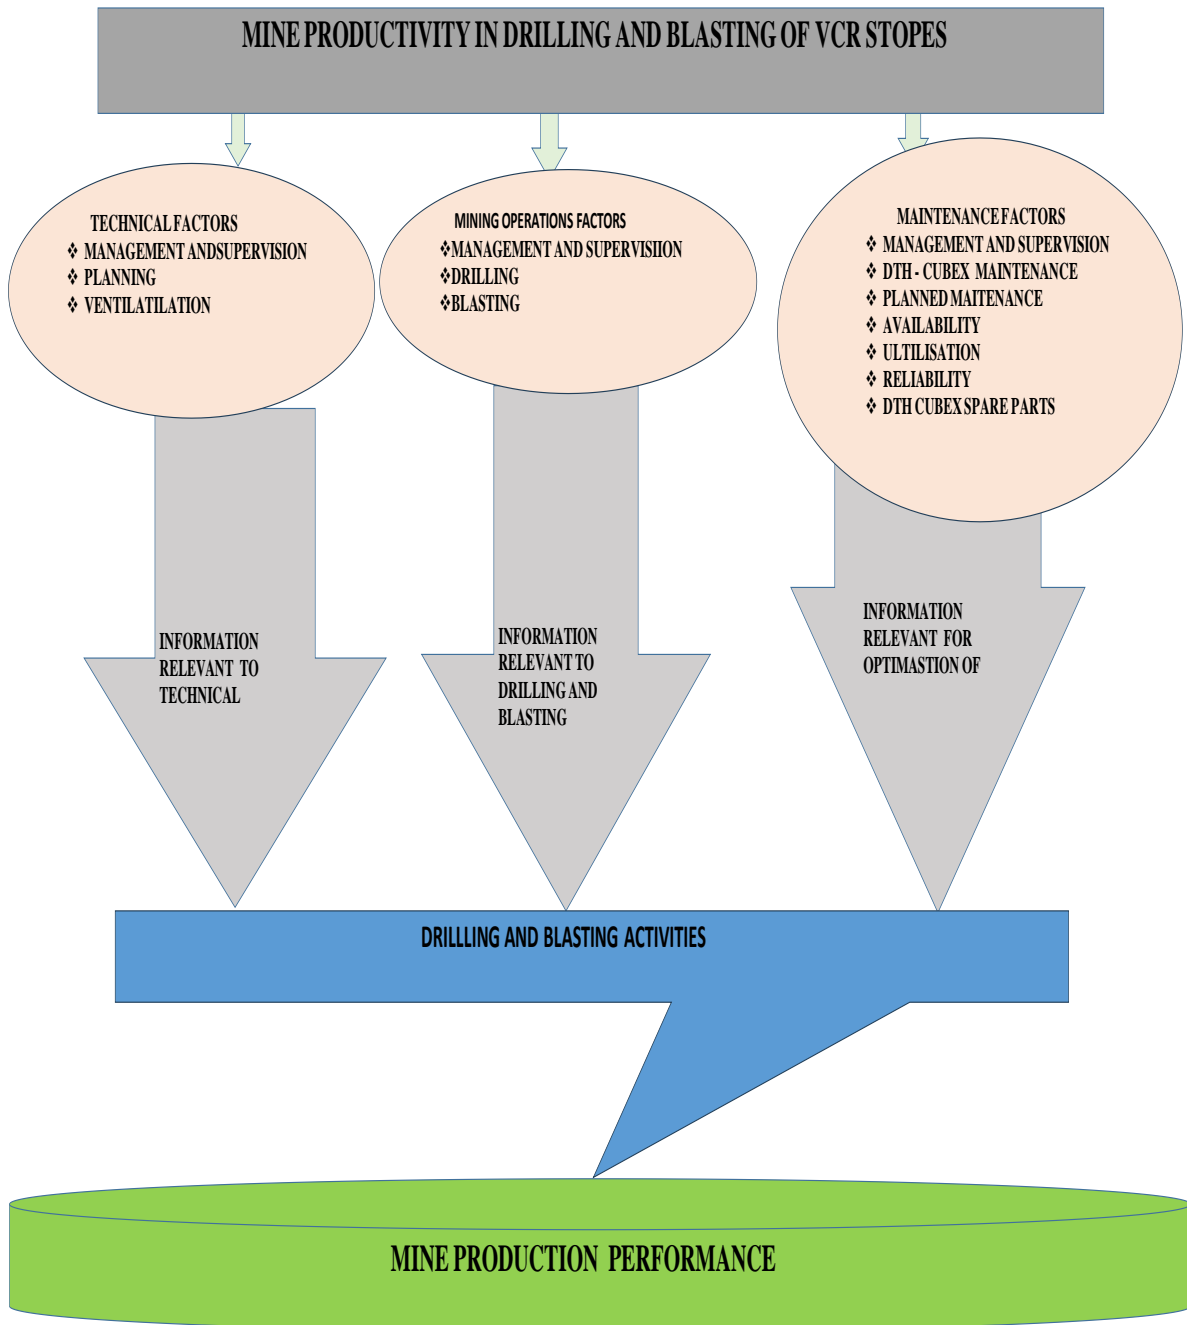 MINE PRODUCTIVITY IN DRILLING AND BLASTING OF VCR STOPES
TECHNICAL FACTORS
❖ MANAGEMENT ANDSUPERVISION
❖ PLANNING
❖ VENTILATILATION
MINING OPERATIONS FACTORS
❖MANAGEMENT AND SUPERVISIION
❖DRILLING
❖BLASTING
MAINTENANCE FACTORS
❖ MANAGEMENT AND SUPERVISION
❖ DTH - CUBEX MAINTENANCE
❖ PLANNED MAITENANCE
❖ AVAILABILITY
❖ ULTILISATION
❖ RELIABILITY
❖ DTH CUBEX SPARE PARTS
INFORMATION
RELEVANT TO
TECHNICAL
INFORMATION
RELEVANT TO
DRILLING AND
BLASTING
INFORMATION
RELEVANT FOR
OPTIMASTION OF
DRILLLING AND BLASTING ACTIVITIES
MINE PRODUCTION PERFORMANCE